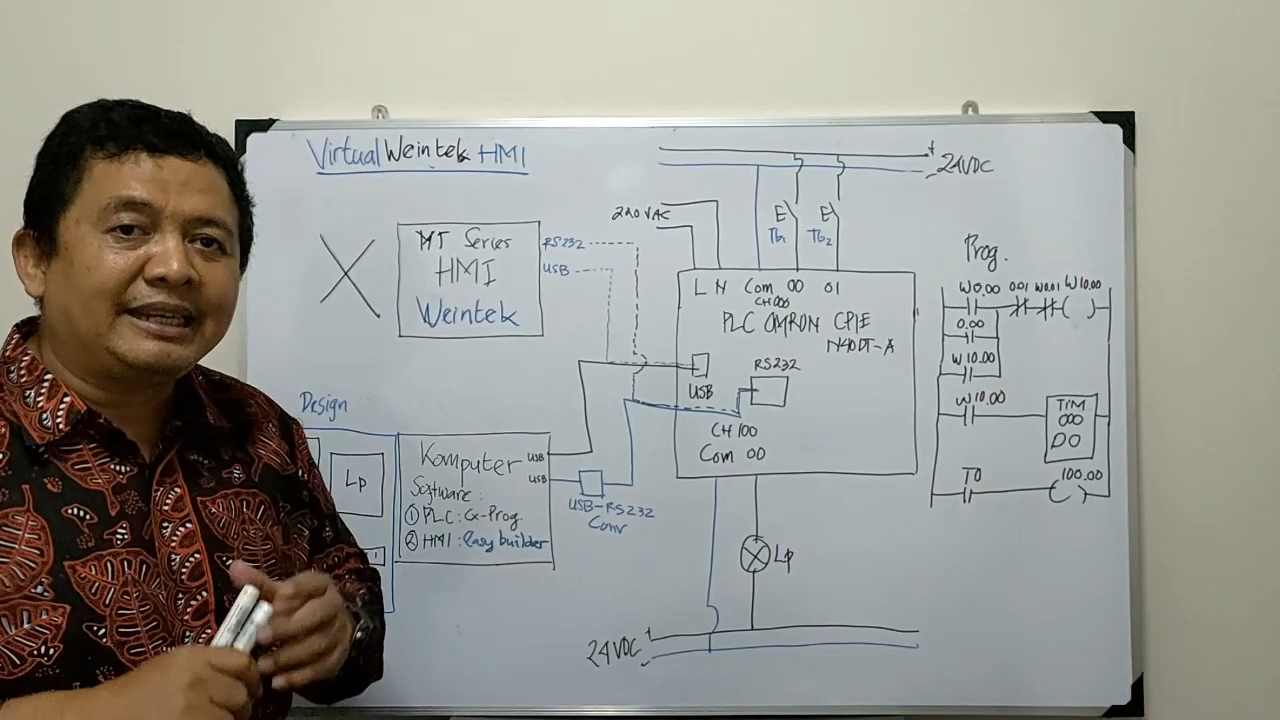 Virtual Weintek HMI
MT Series
HMI
Weintek
RS232
USB
Design
Lp
Komputer
Software :
① PLC : Cx-Prog.
② HMI : Easy builder
USB
USB
USB-RS232
Conv
+
24VDC
-
220 VAC
E
Tb1
E
Tb2
L N Com 00 01
CH000
PLC OMRON CP1E
N40DT-A
RS232
USB
CH 100
Com 00
Lp
24VDC
+
-
Prog.
W0.00 0.01 W0.01 W10.00
0.00
W10.00
W10.00
TIM
000
D0
T0
100.00